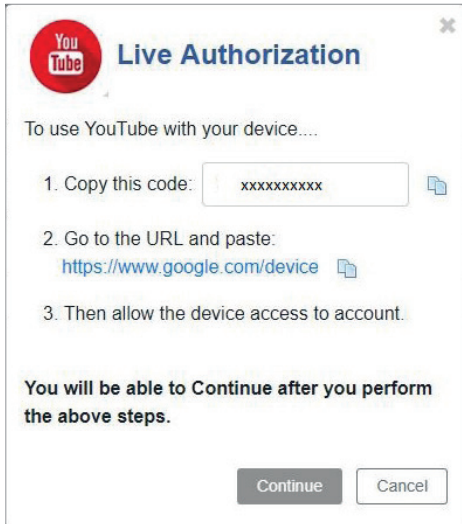 You
Tube
Live Authorization
To use YouTube with your device....
1. Copy this code: xxxxxxxxxx
2. Go to the URL and paste:
https://www.google.com/device
3. Then allow the device access to account.
You will be able to Continue after you perform
the above steps.
Continue Cancel